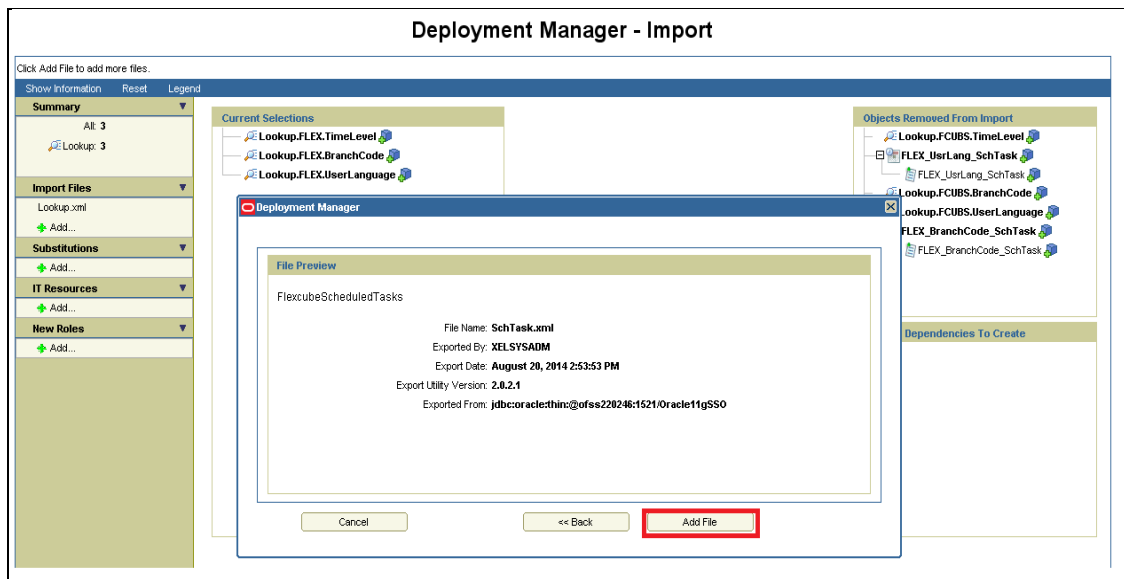 Deployment Manager - Import
Click Add File to add more files.
Show Information Reset Legend
Summary
All: 3
Lookup: 3
Import Files
Lookup.xml
Add...
Substitutions
Add...
IT Resources
Add...
New Roles
Add...
Current Selections
Lookup.FLEX.TimeLevel
Lookup.FLEX.BranchCode
Lookup.FLEX.UserLanguage
Objects Removed From Import
Lookup.FCUBS.TimeLevel
FLEX_UsrLang_SchTask
FLEX_UsrLang_SchTask
Lookup.FCUBS.BranchCode
Lookup.FCUBS.UserLanguage
FLEX_BranchCode_SchTask
FLEX_BranchCode_SchTask
Dependencies To Create
Deployment Manager
File Preview
FlexcubeScheduledTasks
File Name: SchTask.xml
Exported By: XELSYSADM
Export Date: August 20, 2014 2:53:53 PM
Export Utility Version: 2.0.2.1
Exported From: jdbc:oracle:thin:@ofss220246:1521/Oracle11gSSO
Cancel
<< Back
Add File